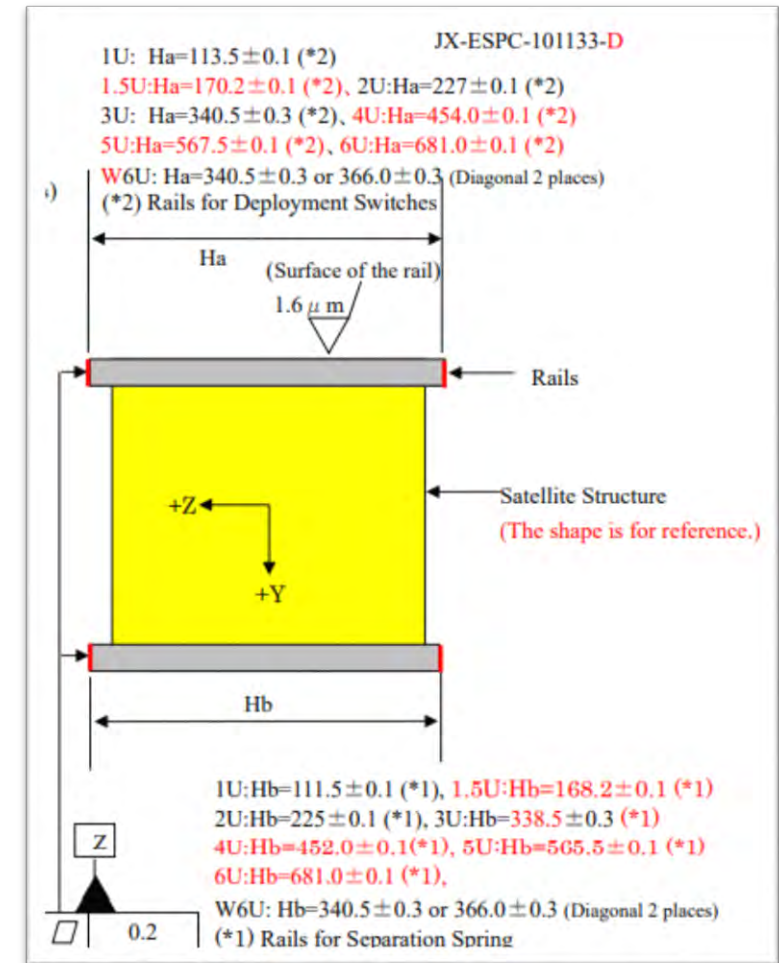 JX-ESPC-101133-D
1U: Ha=113.5±0.1 (*2)
1.5U:Ha=170.2±0.1 (*2)、2U:Ha=227±0.1 (*2)
3U: Ha=340.5±0.3 (*2)、4U:Ha=454.0±0.1 (*2)
5U:Ha=567.5±0.1 (*2)、6U:Ha=681.0±0.1 (*2)
W6U: Ha=340.5±0.3 or 366.0±0.3 (Diagonal 2 places)
(*2) Rails for Deployment Switches
Ha
(Surface of the rail)
1.6μm
Rails
Satellite Structure
(The shape is for reference.)
+Z
+Y
Hb
1U:Hb=111.5±0.1 (*1), 1.5U:Hb=168.2±0.1 (*1)
2U:Hb=225±0.1 (*1), 3U:Hb=338.5±0.3 (*1)
4U:Hb=452.0±0.1(*1), 5U:Hb=565.5±0.1 (*1)
6U:Hb=681.0±0.1 (*1),
W6U: Hb=340.5±0.3 or 366.0±0.3 (Diagonal 2 places)
(*1) Rails for Separation Spring
Z
0.2